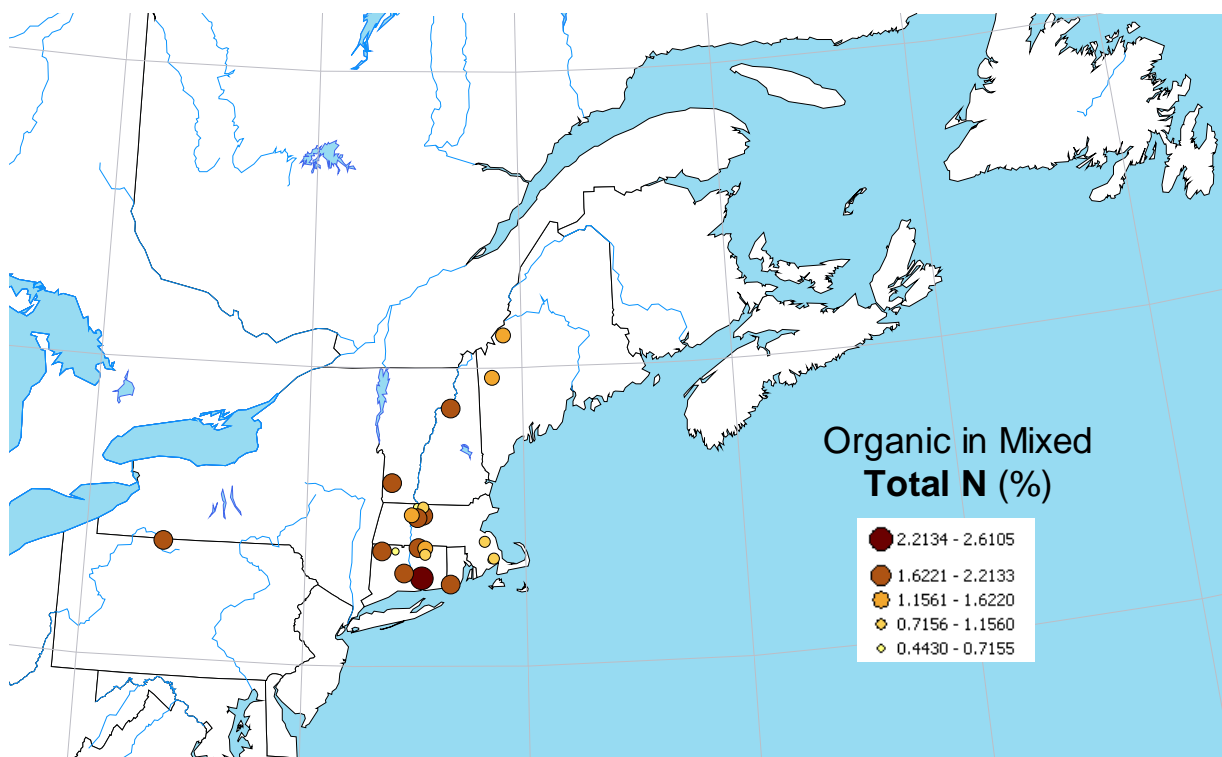 Organic in Mixed
Total N (%)
2.2134 - 2.6105
1.6221 - 2.2133
1.1561 - 1.6220
0.7156 - 1.1560
0.4430 - 0.7155